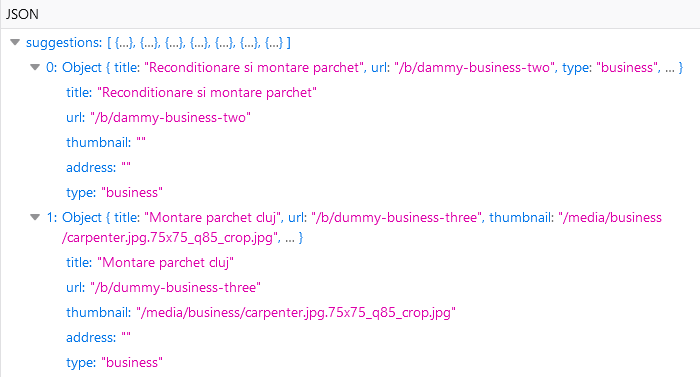 JSON
suggestions: [ {…}, {…}, {…}, {…}, {…}, {…}, {…} ]
0: Object { title: "Reconditionare si montare parchet", url: "/b/dammy-business-two", type: "business", … }
title: "Reconditionare si montare parchet"
url: "/b/dammy-business-two"
thumbnail: ""
address: ""
type: "business"
1: Object { title: "Montare parchet cluj", url: "/b/dummy-business-three", thumbnail: "/media/business
/carpenter.jpg.75x75_q85_crop.jpg", … }
title: "Montare parchet cluj"
url: "/b/dummy-business-three"
thumbnail: "/media/business/carpenter.jpg.75x75_q85_crop.jpg"
address: ""
type: "business"